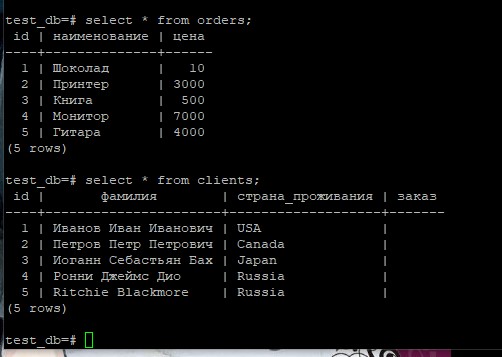 test_db=# select * from orders;
 id | наименование | цена
----+--------------+------
  1 | Шоколад      |   10
  2 | Принтер      | 3000
  3 | Книга        |  500
  4 | Монитор      | 7000
  5 | Гитара       | 4000
(5 rows)

test_db=# select * from clients;
 id |       фамилия        | страна_проживания | заказ
----+----------------------+-------------------+-------
  1 | Иванов Иван Иванович | USA               |
  2 | Петров Петр Петрович | Canada            |
  3 | Иоганн Себастьян Бах | Japan             |
  4 | Ронни Джеймс Дио     | Russia            |
  5 | Ritchie Blackmore    | Russia            |
(5 rows)

test_db=#